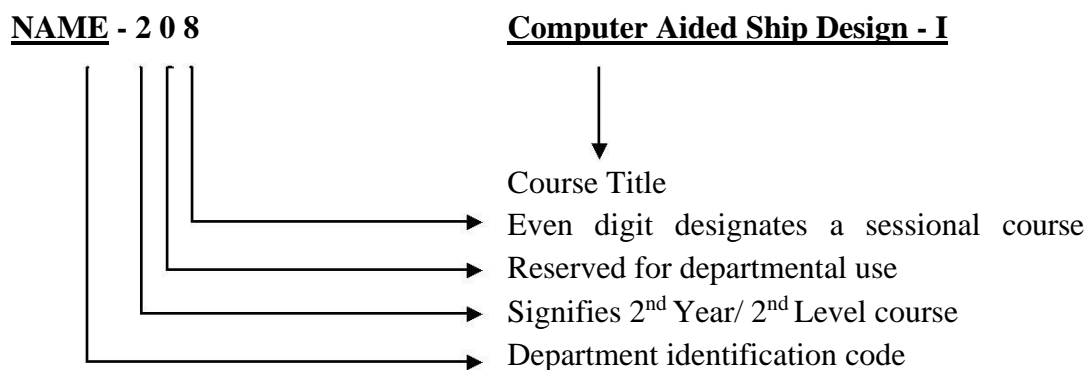 NAME - 2 0 8 Computer Aided Ship Design - I
Course Title
Even digit designates a sessional course
Reserved for departmental use
Signifies 2nd Year/ 2nd Level course
Department identification code